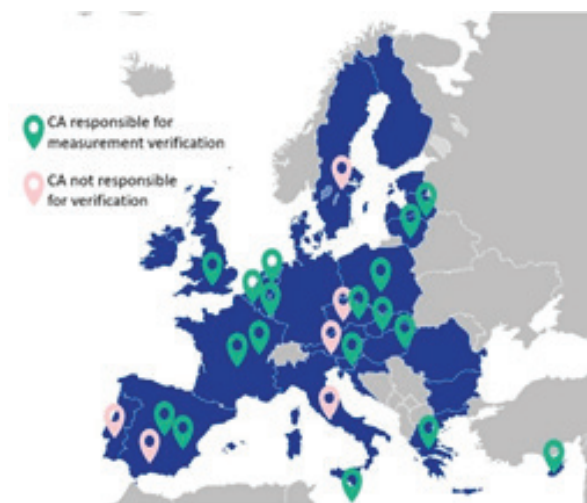 CA responsible for
measurement verification
CA not responsible
for verification